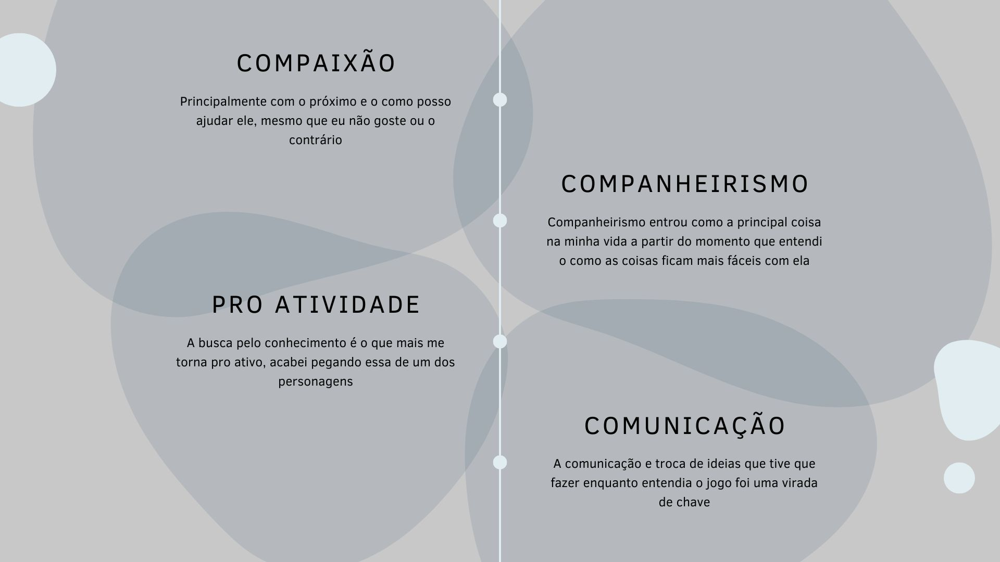 COMPAIXÃO
Principalmente com o próximo e o como posso
ajudar ele, mesmo que eu não goste ou o
contrário
COMPANHEIRISMO
Companheirismo entrou como a principal coisa
na minha vida a partir do momento que entendi
o como as coisas ficam mais fáceis com ela
PRO ATIVIDADE
A busca pelo conhecimento é o que mais me
torna pro ativo, acabei pegando essa de um dos
personagens
COMUNICAÇÃO
A comunicação e troca de ideias que tive que
fazer enquanto entendia o jogo foi uma virada
de chave